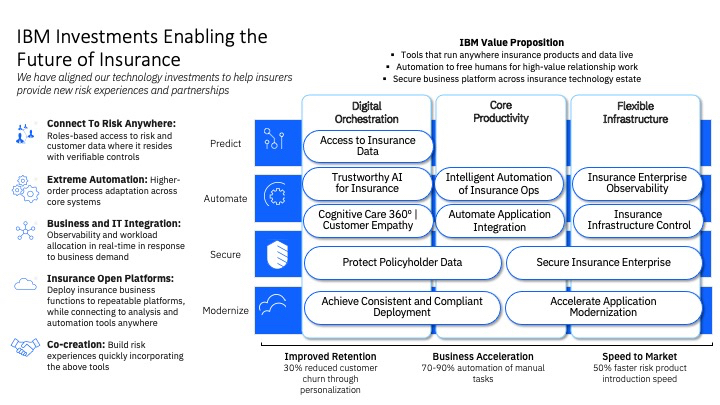 IBM Investments Enabling the
Future of Insurance
We have aligned our technology investments to help insurers
provide new risk experiences and partnerships
IBM Value Proposition
▪ Tools that run anywhere insurance products and data live
▪ Automation to free humans for high-value relationship work
▪ Secure business platform across insurance technology estate
Connect To Risk Anywhere:
Roles-based access to risk and
customer data where it resides
with verifiable controls
Extreme Automation: Higher-
order process adaptation across
core systems
Business and IT Integration:
Observability and workload
allocation in real-time in response
to business demand
Insurance Open Platforms:
Deploy insurance business
functions to repeatable platforms,
while connecting to analysis and
automation tools anywhere
Co-creation: Build risk
experiences quickly incorporating
the above tools
Digital
Orchestration
Core
Productivity
Flexible
Infrastructure
Predict
Access to Insurance
Data
Automate
Trustworthy AI
for Insurance
Intelligent Automation
of Insurance Ops
Insurance Enterprise
Observability
Cognitive Care 360° |
Customer Empathy
Automate Application
Integration
Insurance
Infrastructure Control
Secure
Protect Policyholder Data
Secure Insurance Enterprise
Modernize
Achieve Consistent and Compliant
Deployment
Accelerate Application
Modernization
Improved Retention
30% reduced customer
churn through
personalization
Business Acceleration
70-90% automation of manual
tasks
Speed to Market
50% faster risk product
introduction speed